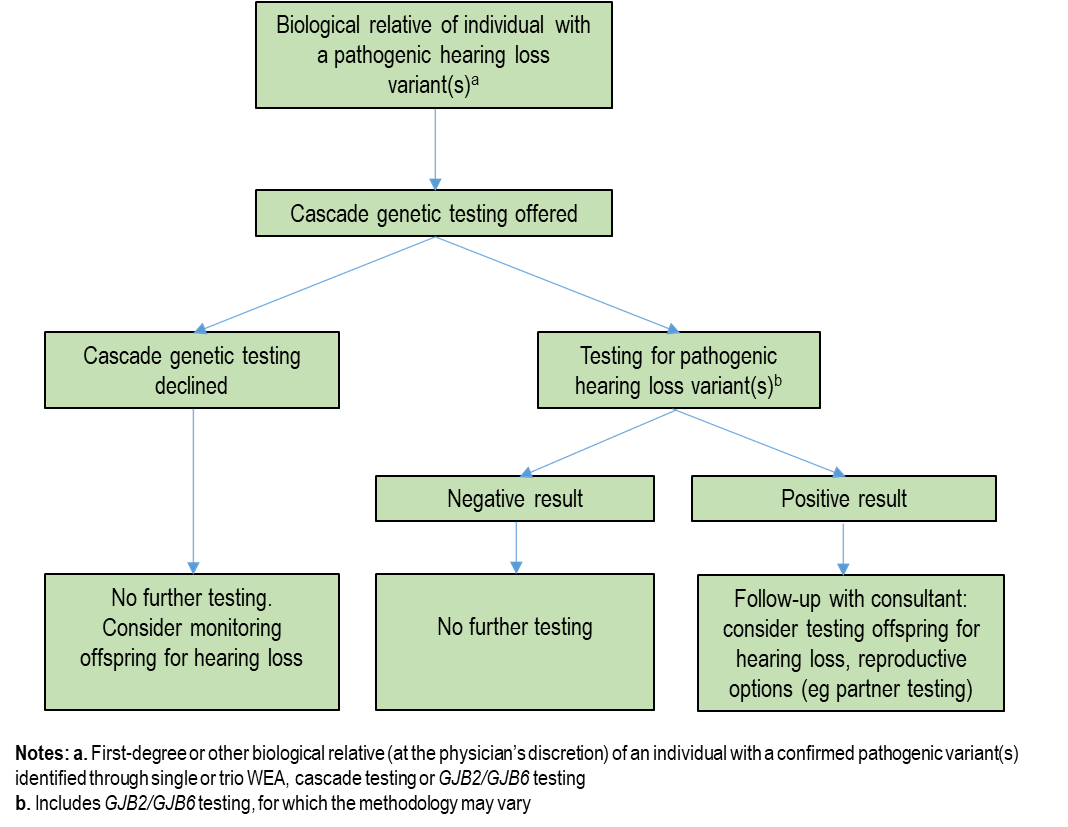 Biological relative of individual with
a pathogenic hearing loss
variant(s)a
Cascade genetic testing offered
Cascade genetic testing
declined
Testing for pathogenic
hearing loss variant(s)b
Negative result
Positive result
No further testing.
Consider monitoring
offspring for hearing loss
No further testing
Follow-up with consultant:
consider testing offspring for
hearing loss, reproductive
options (eg partner testing)
Notes: a. First-degree or other biological relative (at the physician's discretion) of an individual with a confirmed pathogenic variant(s)
identified through single or trio WEA, cascade testing or GJB2/GJB6 testing
b. Includes GJB2/GJB6 testing, for which the methodology may vary